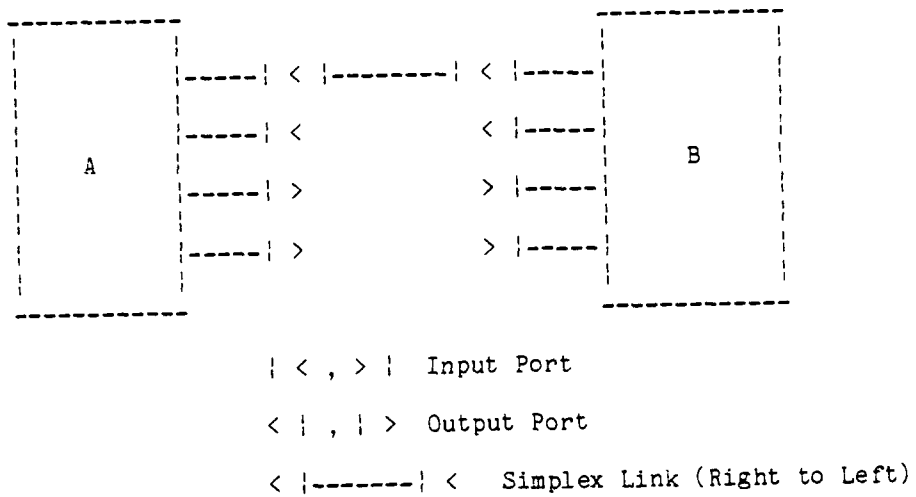 -----¦ < ¦--------¦ < ¦-----
-----¦ < < ¦-----
A B
-----¦ > > ¦-----
-----¦ > > ¦-----
¦ < , > ¦ Input Port
< ¦ , ¦ > Output Port
< ¦-------¦ < Simplex Link (Right to Left)